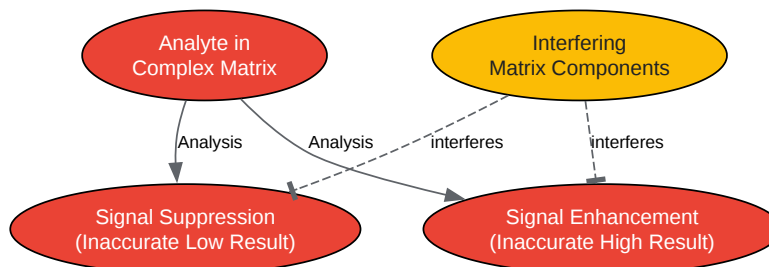 Analyte in
Complex Matrix
Interfering
Matrix Components
Analysis
Analysis
interferes
interferes
Signal Suppression
(Inaccurate Low Result)
Signal Enhancement
(Inaccurate High Result)